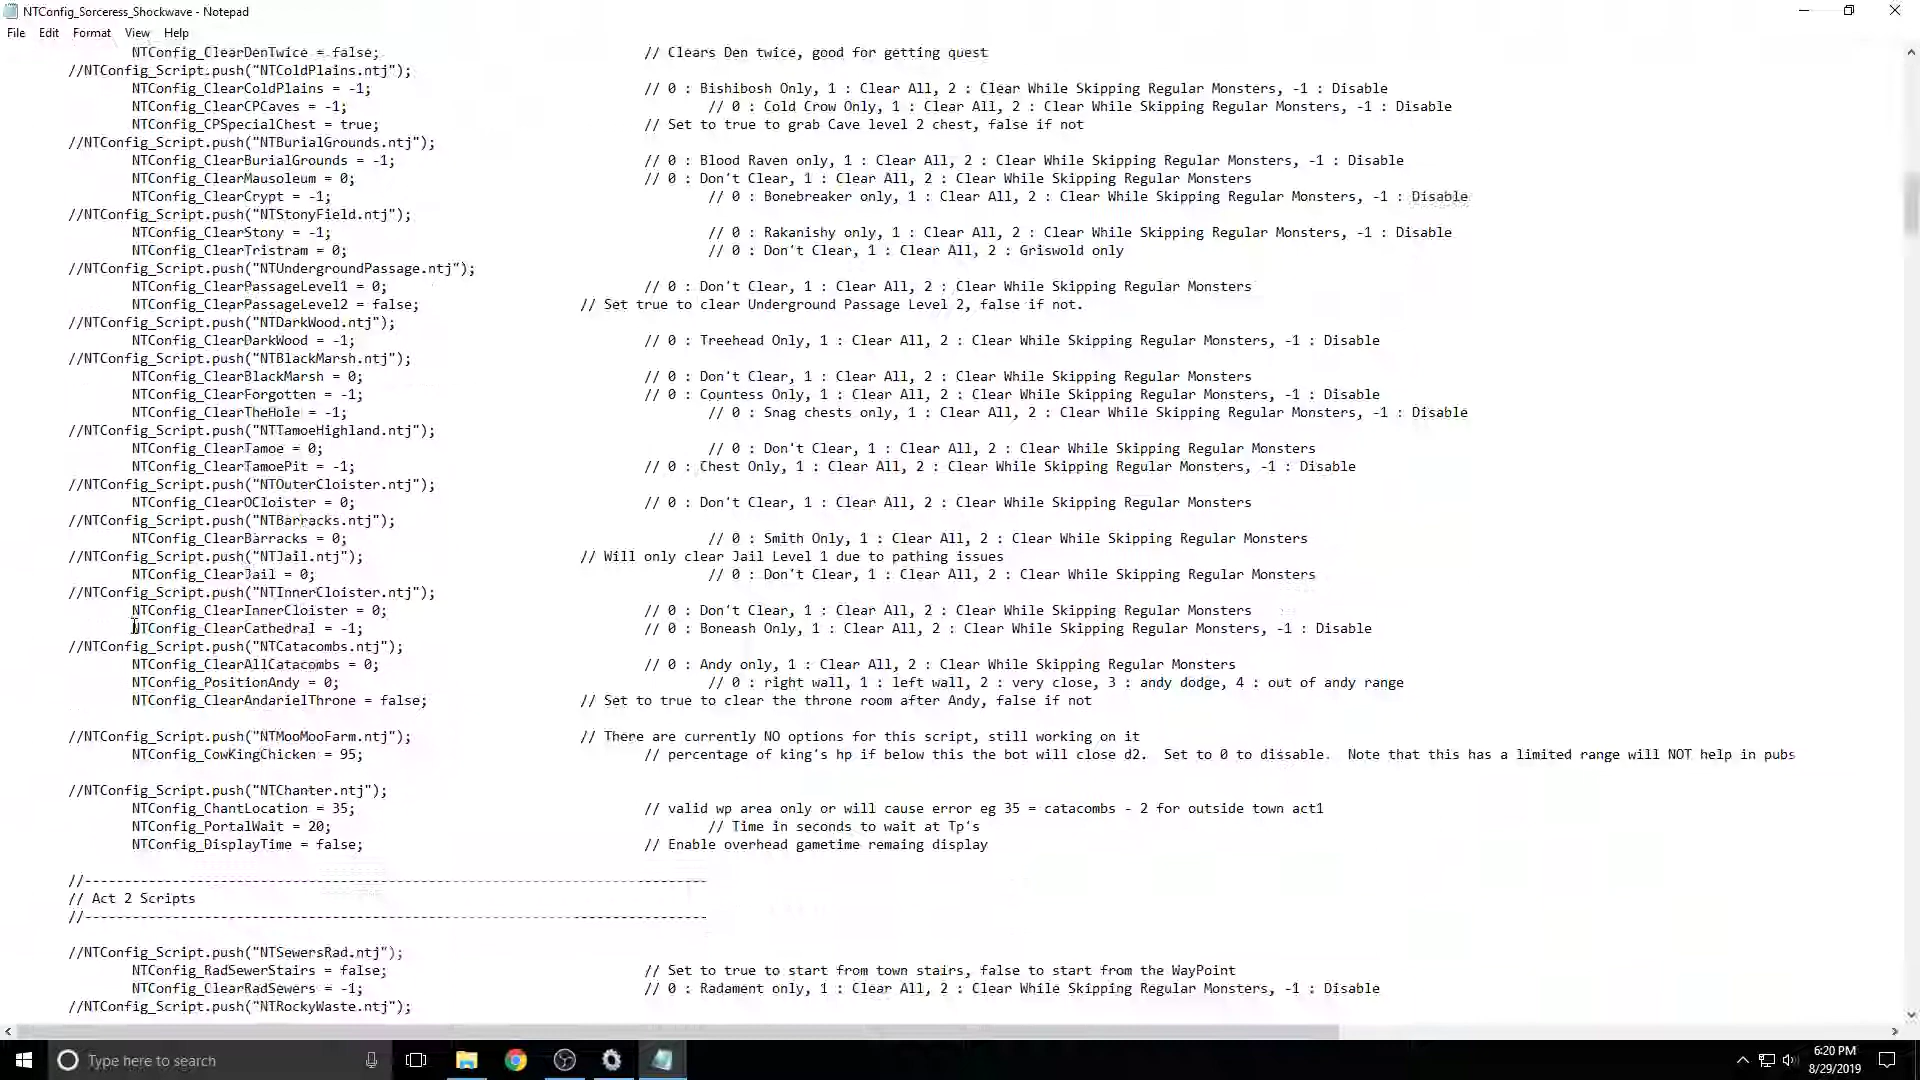 NTConfig_Sorceress_Shockwave - Notepad
File Edit Format View Help
NTConfig_ClearDenTwice = false; // Clears Den twice, good for getting quest
//NTConfig_Script.push("NTColdPlains.ntj");
NTConfig_ClearColdPlains = -1; // 0 : Bishibosh Only, 1 : Clear All, 2 : Clear While Skipping Regular Monsters, -1 : Disable
NTConfig_ClearCPCaves = -1; // 0 : Cold Crow Only, 1 : Clear All, 2 : Clear While Skipping Regular Monsters, -1 : Disable
NTConfig_CPSpecialChest = true; // Set to true to grab Cave level 2 chest, false if not
//NTConfig_Script.push("NTBurialGrounds.ntj");
NTConfig_ClearBurialGrounds = -1; // 0 : Blood Raven only, 1 : Clear All, 2 : Clear While Skipping Regular Monsters, -1 : Disable
NTConfig_ClearMausoleum = 0; // 0 : Don't Clear, 1 : Clear All, 2 : Clear While Skipping Regular Monsters
NTConfig_ClearCrypt = -1; // 0 : Bonebreaker only, 1 : Clear All, 2 : Clear While Skipping Regular Monsters, -1 : Disable
//NTConfig_Script.push("NTStonyField.ntj");
NTConfig_ClearStony = -1; // 0 : Rakanishy only, 1 : Clear All, 2 : Clear While Skipping Regular Monsters, -1 : Disable
NTConfig_ClearTristram = 0; // 0 : Don't Clear, 1 : Clear All, 2 : Griswold only
//NTConfig_Script.push("NTUndergroundPassage.ntj");
NTConfig_ClearPassageLevel1 = 0; // 0 : Don't Clear, 1 : Clear All, 2 : Clear While Skipping Regular Monsters
NTConfig_ClearPassageLevel2 = false; // Set true to clear Underground Passage Level 2, false if not.
//NTConfig_Script.push("NTDarkWood.ntj");
NTConfig_ClearDarkWood = -1; // 0 : Treehead Only, 1 : Clear All, 2 : Clear While Skipping Regular Monsters, -1 : Disable
//NTConfig_Script.push("NTBlackMarsh.ntj");
NTConfig_ClearBlackMarsh = 0; // 0 : Don't Clear, 1 : Clear All, 2 : Clear While Skipping Regular Monsters
NTConfig_ClearForgotten = -1; // 0 : Countess Only, 1 : Clear All, 2 : Clear While Skipping Regular Monsters, -1 : Disable
NTConfig_ClearTheHole = -1; // 0 : Snag chests only, 1 : Clear All, 2 : Clear While Skipping Regular Monsters, -1 : Disable
//NTConfig_Script.push("NTTamoeHighland.ntj");
NTConfig_ClearTamoe = 0; // 0 : Don't Clear, 1 : Clear All, 2 : Clear While Skipping Regular Monsters
NTConfig_ClearTamoePit = -1; // 0 : Chest Only, 1 : Clear All, 2 : Clear While Skipping Regular Monsters, -1 : Disable
//NTConfig_Script.push("NTOuterCloister.ntj");
NTConfig_ClearOCloister = 0; // 0 : Don't Clear, 1 : Clear All, 2 : Clear While Skipping Regular Monsters
//NTConfig_Script.push("NTBarracks.ntj");
NTConfig_ClearBarracks = 0; // 0 : Smith Only, 1 : Clear All, 2 : Clear While Skipping Regular Monsters
//NTConfig_Script.push("NTJail.ntj"); // Will only clear Jail Level 1 due to pathing issues
NTConfig_ClearJail = 0; // 0 : Don't Clear, 1 : Clear All, 2 : Clear While Skipping Regular Monsters
//NTConfig_Script.push("NTInnerCloister.ntj");
NTConfig_ClearInnerCloister = 0; // 0 : Don't Clear, 1 : Clear All, 2 : Clear While Skipping Regular Monsters
NTConfig_ClearCathedral = -1; // 0 : Boneash Only, 1 : Clear All, 2 : Clear While Skipping Regular Monsters, -1 : Disable
//NTConfig_Script.push("NTCatacombs.ntj");
NTConfig_ClearAllCatacombs = 0; // 0 : Andy only, 1 : Clear All, 2 : Clear While Skipping Regular Monsters
NTConfig_PositionAndy = 0; // 0 : right wall, 1 : left wall, 2 : very close, 3 : andy dodge, 4 : out of andy range
NTConfig_ClearAndarielThrone = false; // Set to true to clear the throne room after Andy, false if not
//NTConfig_Script.push("NTMooMooFarm.ntj"); // There are currently NO options for this script, still working on it
NTConfig_CowKingChicken = 95; // percentage of king's hp if below this the bot will close d2. Set to 0 to dissable. Note that this has a limited range will NOT help in pubs
//NTConfig_Script.push("NTChanter.ntj");
NTConfig_ChantLocation = 35; // valid wp area only or will cause error eg 35 = catacombs - 2 for outside town act1
NTConfig_PortalWait = 20; // Time in seconds to wait at Tp's
NTConfig_DisplayTime = false; // Enable overhead gametime remaing display
//------------------------------------------------------------------------------
// Act 2 Scripts
//------------------------------------------------------------------------------
//NTConfig_Script.push("NTSewersRad.ntj");
NTConfig_RadSewerStairs = false; // Set to true to start from town stairs, false to start from the WayPoint
NTConfig_ClearRadSewers = -1; // 0 : Radament only, 1 : Clear All, 2 : Clear While Skipping Regular Monsters, -1 : Disable
//NTConfig_Script.push("NTRockyWaste.ntj");
Type here to search
6:20 PM
8/29/2019